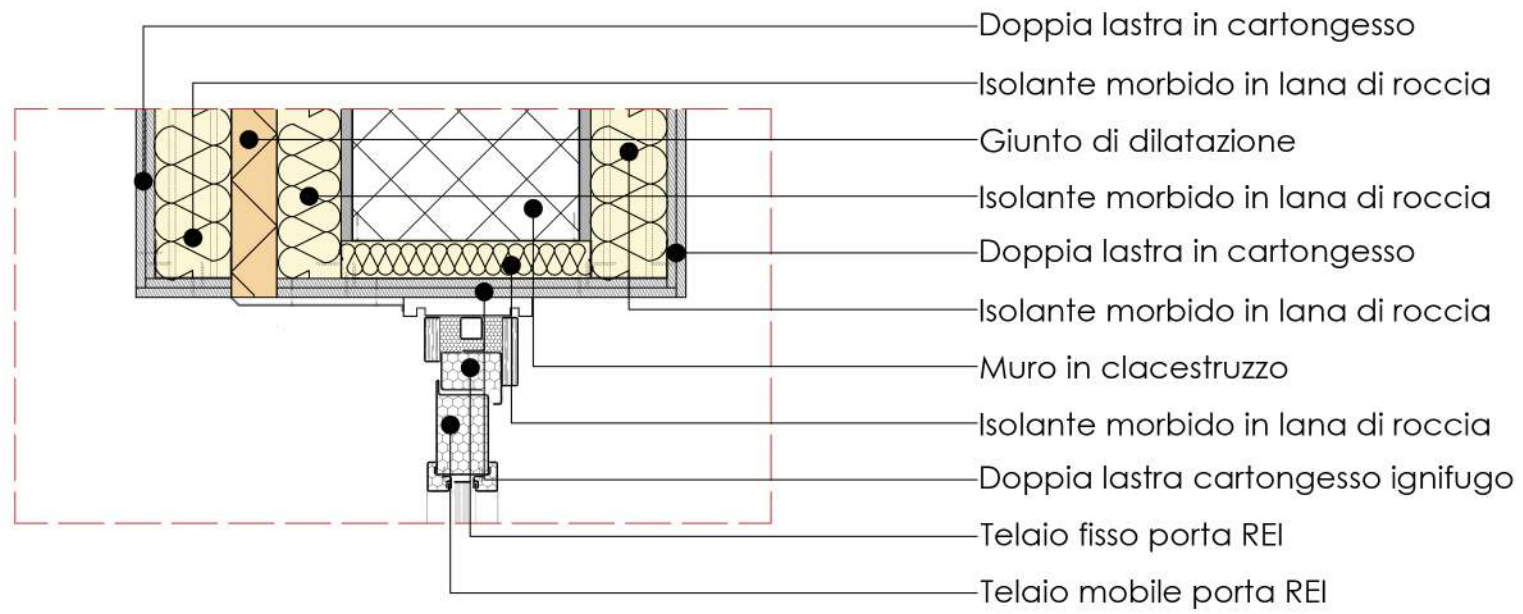 Doppia lastra in cartongesso
Isolante morbido in lana di roccia
Giunto di dilatazione
Isolante morbido in lana di roccia
Doppia lastra in cartongesso
Isolante morbido in lana di roccia
Muro in clacestruzzo
Isolante morbido in lana di roccia
Doppia lastra cartongesso ignifugo
Telaio fisso porta REI
Telaio mobile porta REI